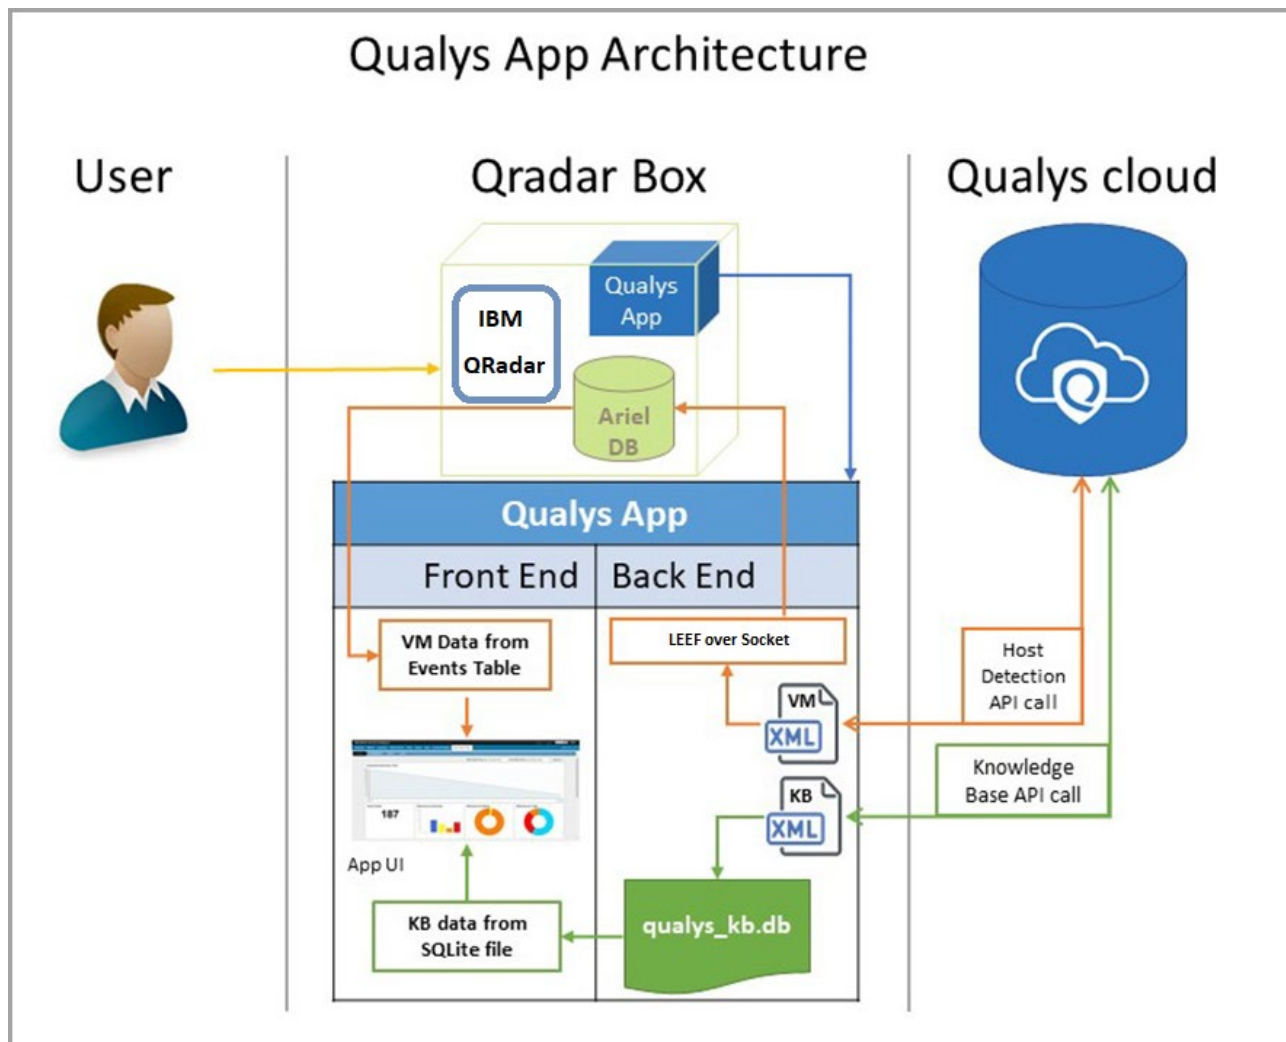 Qualys App Architecture
User
Qradar Box
Qualys cloud
Qualys
App
IBM
QRadar
Ariel
DB
Qualys App
Front End
Back End
VM Data from
Events Table
LEEF over Socket
VM
XML
Host
Detection
API call
KB
XML
Knowledge
Base API call
187
App UI
KB data from
SQLite file
qualys_kb.db